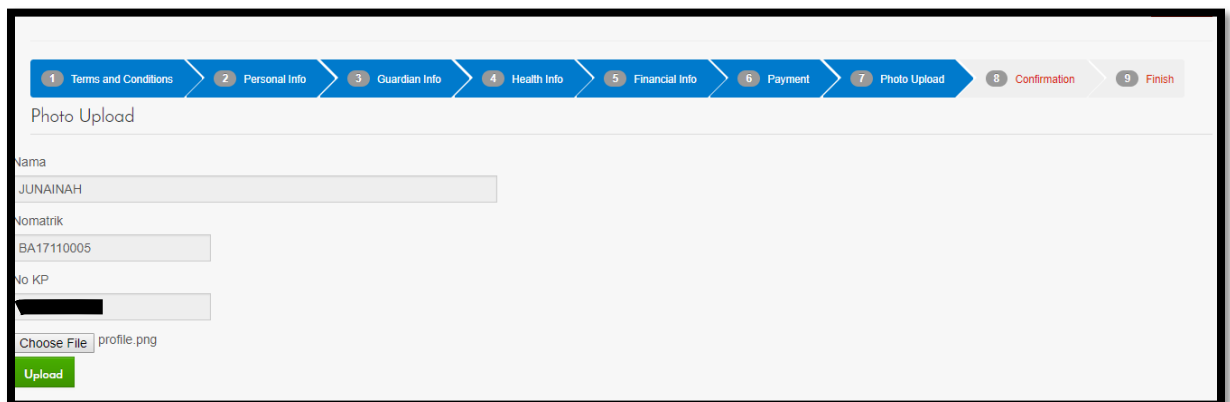 1 Terms and Conditions 2 Personal Info 3 Guardian Info 4 Health Info 5 Financial Info 6 Payment 7 Photo Upload 8 Confirmation 9 Finish
Photo Upload
Nama
JUNAINAH
Nomatrik
BA17110005
No KP
Choose File profile.png
Upload